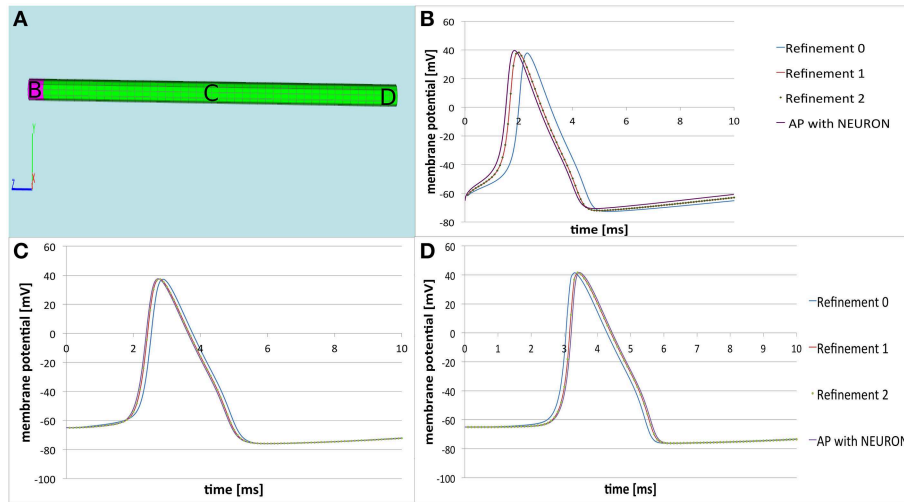 A
B
C
D
B
membrane potential [mV]
60
40
20
0
-20
-40
-60
-80
0
2
4
6
8
10
time [ms]
Refinement 0
Refinement 1
Refinement 2
AP with NEURON
C
membrane potential [mV]
60
40
20
0
-20
-40
-60
-80
-100
0
2
4
6
8
10
time [ms]
D
membrane potential [mV]
60
40
20
0
-20
-40
-60
-80
-100
0
1
2
3
4
5
6
7
8
9
10
time [ms]
Refinement 0
Refinement 1
Refinement 2
AP with NEURON